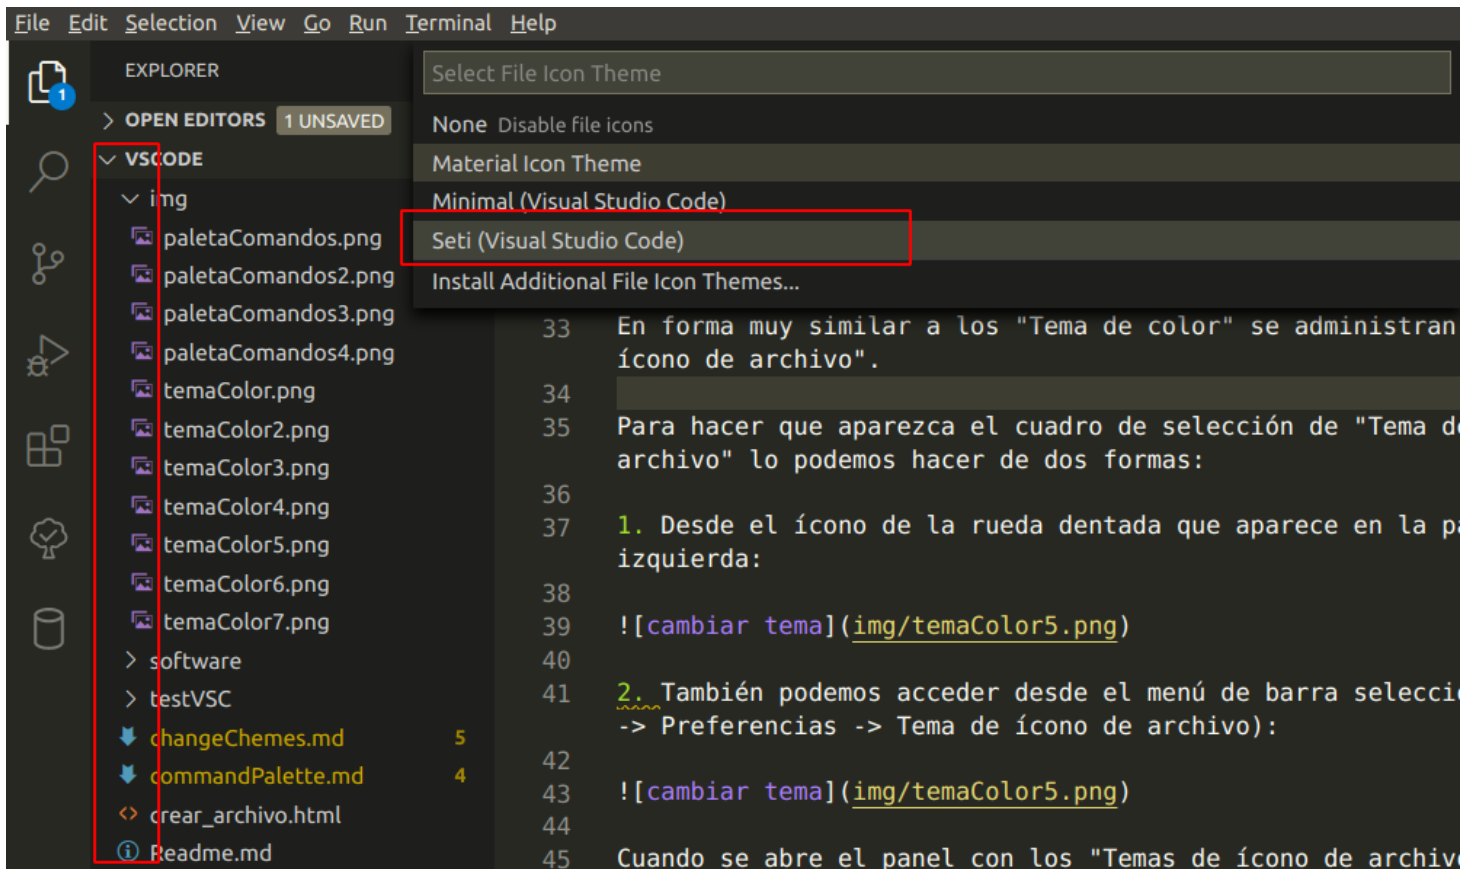 File Edit Selection View Go Run Terminal Help
EXPLORER
1
OPEN EDITORS 1 UNSAVED
VSCODE
img
paletaComandos.png
paletaComandos2.png
paletaComandos3.png
paletaComandos4.png
temaColor.png
temaColor2.png
temaColor3.png
temaColor4.png
temaColor5.png
temaColor6.png
temaColor7.png
software
testVSC
changeChemes.md 5
commandPalette.md 4
crear_archivo.html
Readme.md
Select File Icon Theme
None Disable file icons
Material Icon Theme
Minimal (Visual Studio Code)
Seti (Visual Studio Code)
Install Additional File Icon Themes...
33 En forma muy similar a los "Tema de color" se administran
ícono de archivo".
34
35 Para hacer que aparezca el cuadro de selección de "Tema de
archivo" lo podemos hacer de dos formas:
36
37 1. Desde el ícono de la rueda dentada que aparece en la pa
izquierda:
38
39 ![cambiar tema](img/temaColor5.png)
40
41 2. También podemos acceder desde el menú de barra selecci
-> Preferencias -> Tema de ícono de archivo):
42
43 ![cambiar tema](img/temaColor5.png)
44
45 Cuando se abre el panel con los "Temas de ícono de archiv